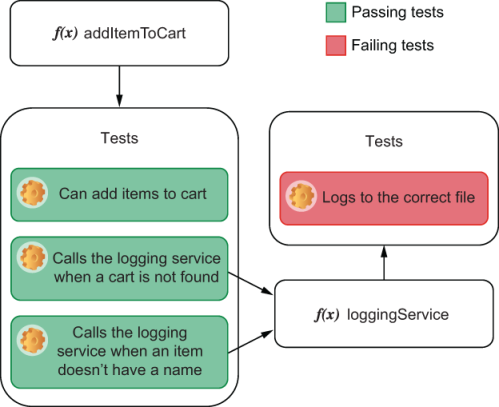 f(x) addItemToCart
Passing tests
Failing tests
Tests
Can add items to cart
Calls the logging service
when a cart is not found
Calls the logging
service when an item
doesn't have a name
Tests
Logs to the correct file
f(x) loggingService